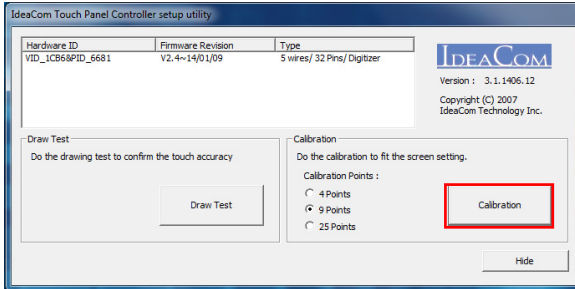 IdeaCom Touch Panel Controller setup utility
Hardware ID Firmware Revision Type
VID_1CB6&PID_6681 V2.4~14/01/09 5 wires/ 32 Pins/ Digitizer
IDEACOM
Version : 3.1.1406.12
Copyright (C) 2007
IdeaCom Technology Inc.
Draw Test
Do the drawing test to confirm the touch accuracy
Draw Test
Calibration
Do the calibration to fit the screen setting.
Calibration Points :
4 Points
9 Points
25 Points
Calibration
Hide